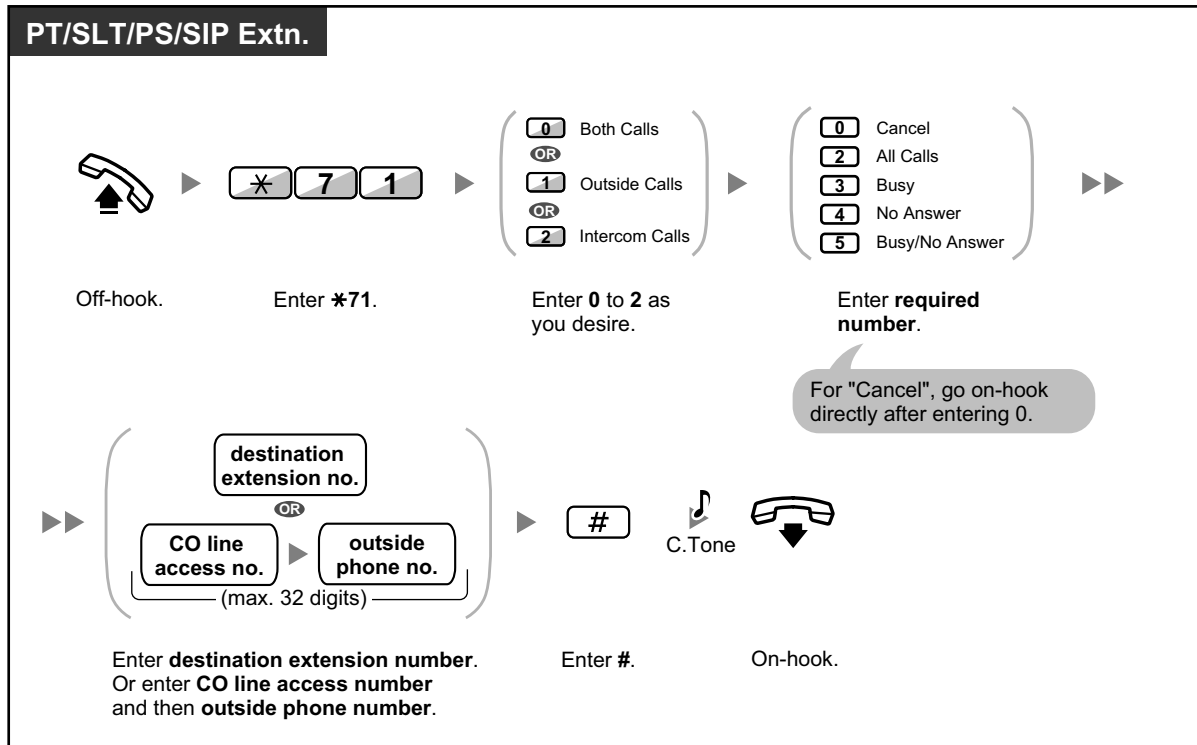 PT/SLT/PS/SIP Extn.
0 Both Calls
OR
1 Outside Calls
OR
2 Intercom Calls
0 Cancel
2 All Calls
3 Busy
4 No Answer
5 Busy/No Answer
✳ 7 1
Off-hook.
Enter ✳71.
Enter 0 to 2 as
you desire.
Enter required
number.
For "Cancel", go on-hook
directly after entering 0.
destination
extension no.
OR
CO line
access no.
outside
phone no.
(max. 32 digits)
#
C.Tone
Enter destination extension number.
Or enter CO line access number
and then outside phone number.
Enter #.
On-hook.